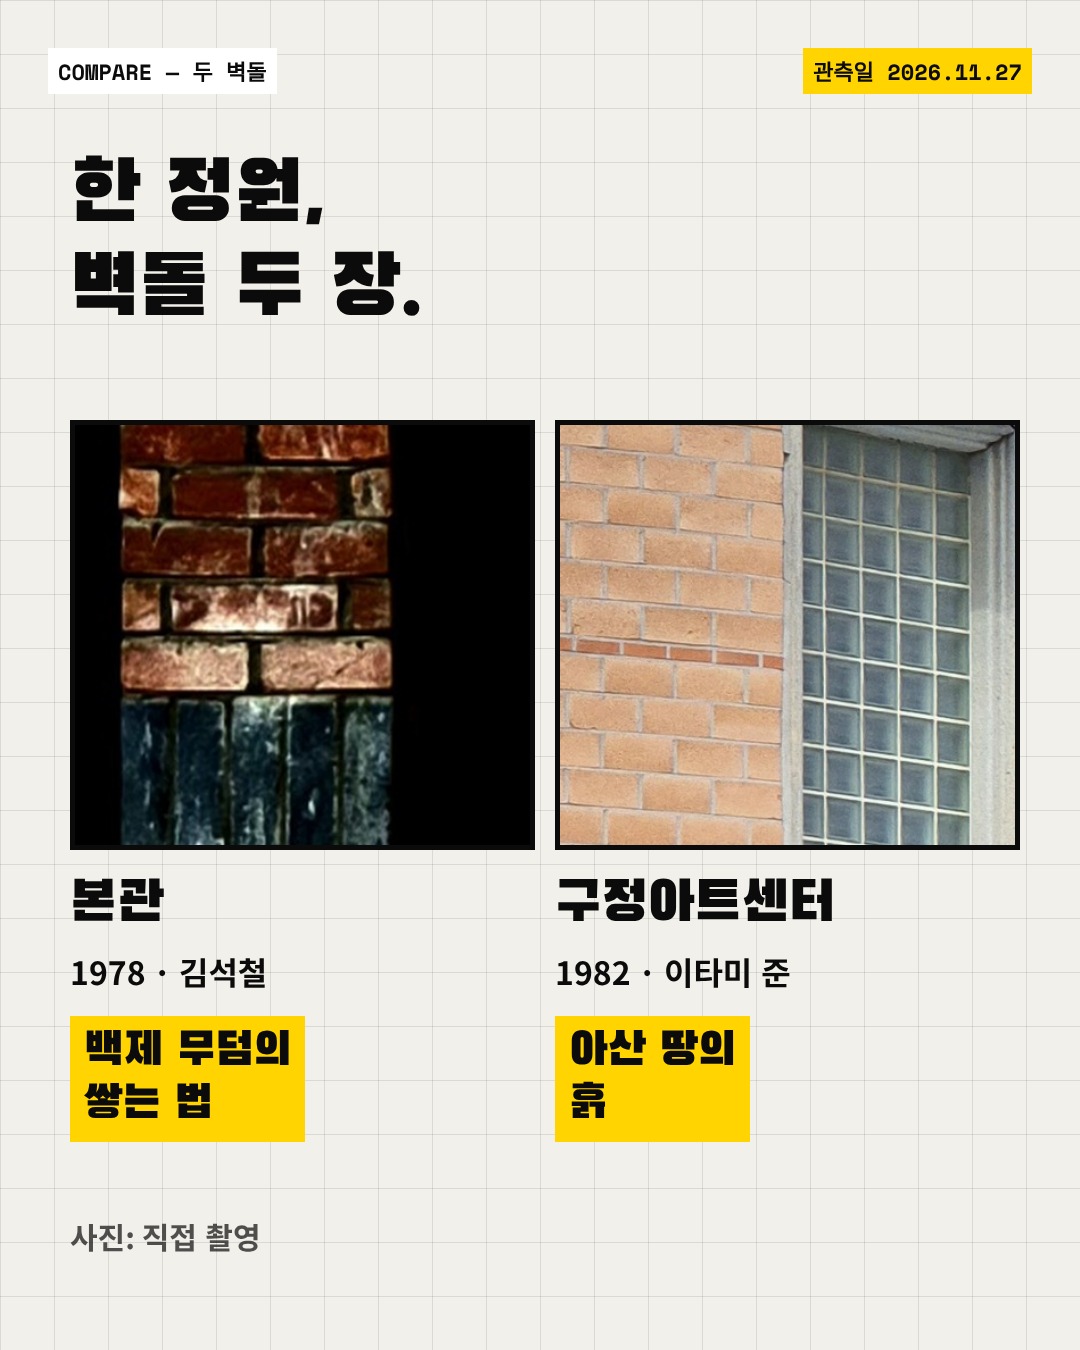 COMPARE — 두 벽돌
관측일 2026.11.27
한 정원,
벽돌 두 장.
본관
1978 · 김석철
백제 무덤의
쌓는 법
구정아트센터
1982 · 이타미 준
아산 땅의
흙
사진: 직접 촬영